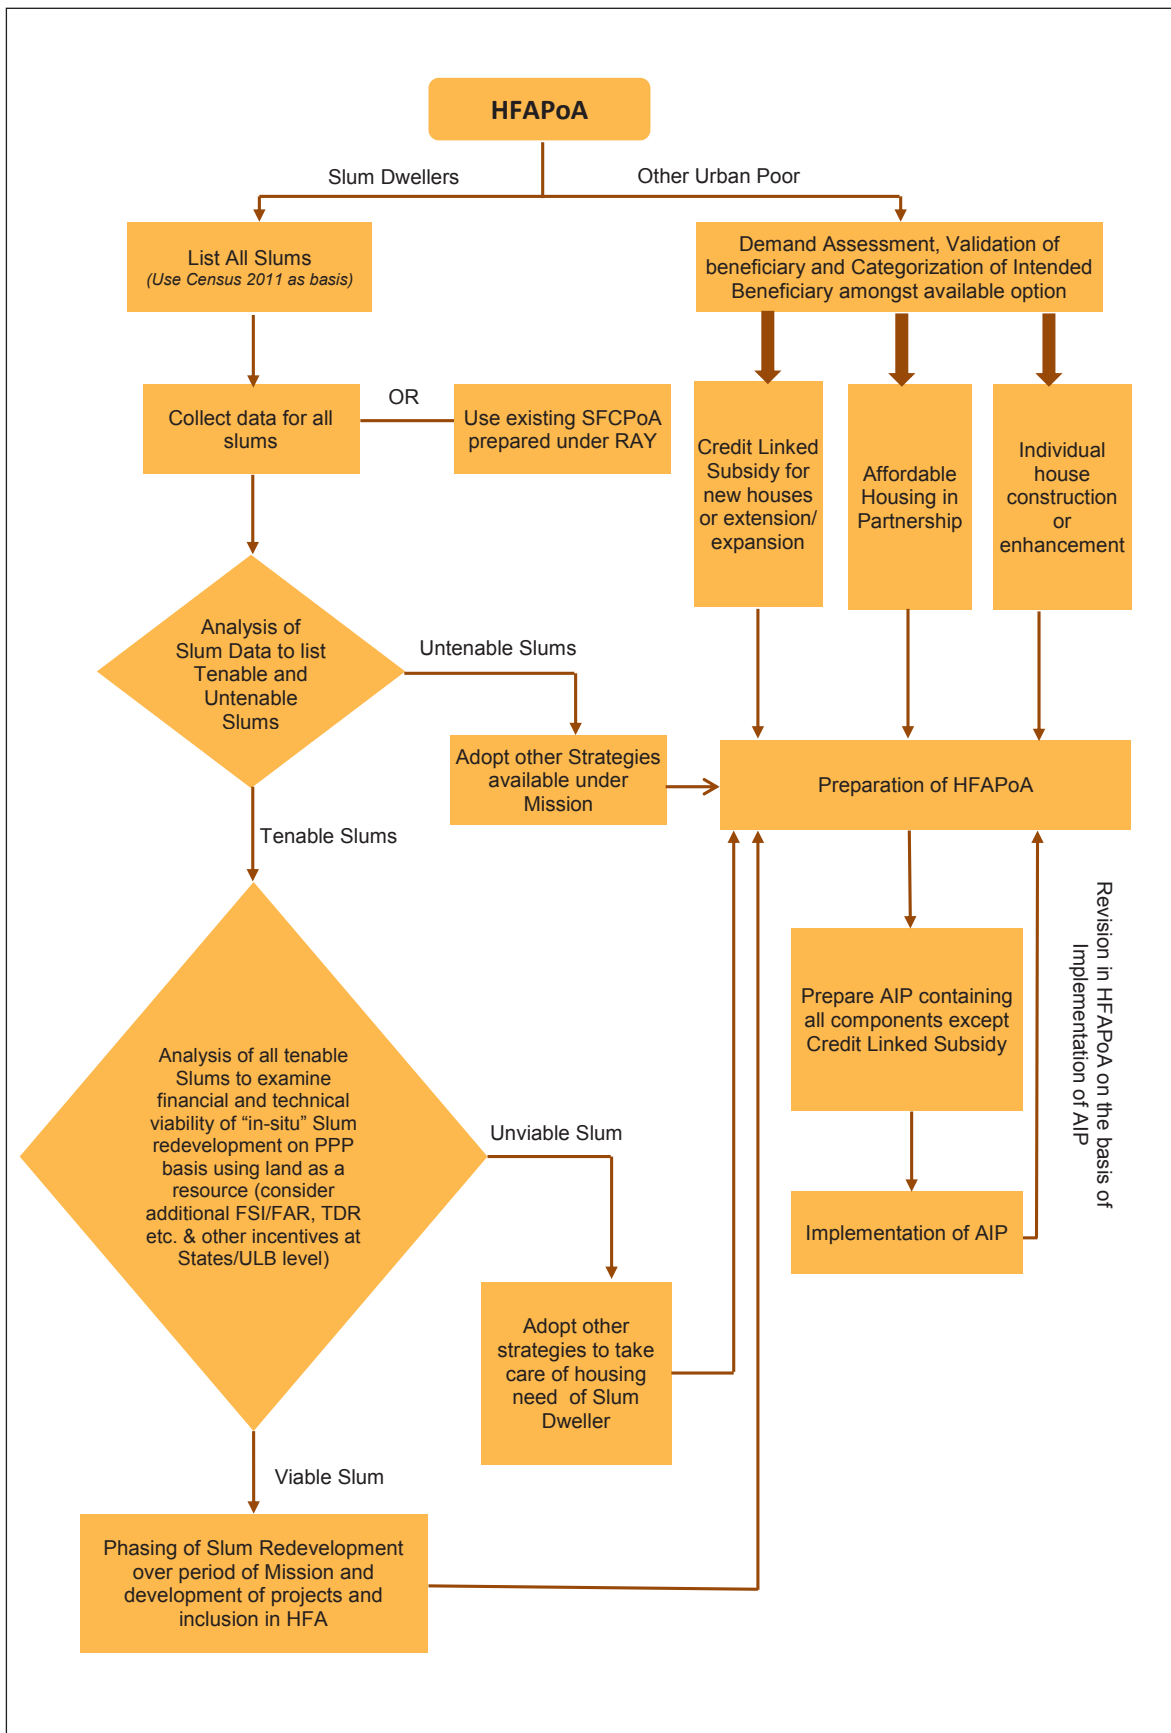 HFAPoA
Slum Dwellers
Other Urban Poor
List All Slums
(Use Census 2011 as basis)
Demand Assessment, Validation of
beneficiary and Categorization of Intended
Beneficiary amongst available option
Collect data for all
slums
OR
Use existing SFCPoA
prepared under RAY
Credit Linked
Subsidy for
new houses
or extension/
expansion
Affordable
Housing in
Partnership
Individual
house
construction
or
enhancement
Analysis of
Slum Data to list
Tenable and
Untenable
Slums
Untenable Slums
Adopt other Strategies
available under
Mission
Preparation of HFAPoA
Tenable Slums
Analysis of all tenable
Slums to examine
financial and technical
viability of “in-situ” Slum
redevelopment on PPP
basis using land as a
resource (consider
additional FSI/FAR, TDR
etc. & other incentives at
States/ULB level)
Unviable Slum
Prepare AIP containing
all components except
Credit Linked Subsidy
Revision in HFAPoA on the basis of
Implementation of AIP
Implementation of AIP
Adopt other
strategies to take
care of housing
need of Slum
Dweller
Viable Slum
Phasing of Slum Redevelopment
over period of Mission and
development of projects and
inclusion in HFA